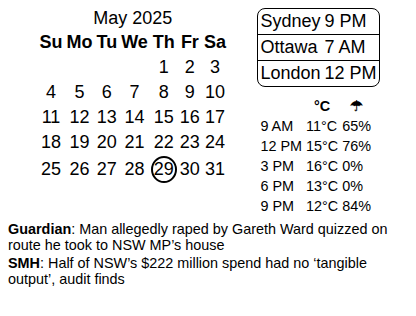 May 2025
Su Mo Tu We Th Fr Sa
1 2 3
4 5 6 7 8 9 10
11 12 13 14 15 16 17
18 19 20 21 22 23 24
25 26 27 28 29 30 31
Sydney 9 PM
Ottawa 7 AM
London 12 PM
°C ☂
9 AM 11°C 65%
12 PM 15°C 76%
3 PM 16°C 0%
6 PM 13°C 0%
9 PM 12°C 84%
Guardian: Man allegedly raped by Gareth Ward quizzed on
route he took to NSW MP’s house
SMH: Half of NSW’s $222 million spend had no ‘tangible
output’, audit finds